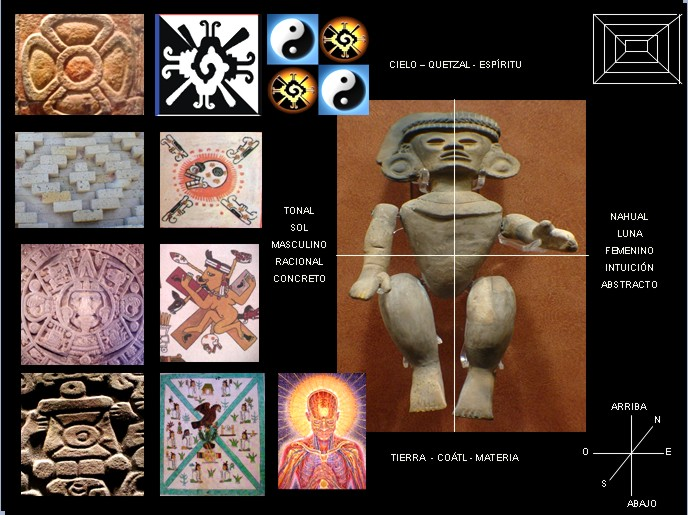 CIELO – QUETZAL - ESPÍRITU
TONAL
SOL
MASCULINO
RACIONAL
CONCRETO
NAHUAL
LUNA
FEMENINO
INTUICIÓN
ABSTRACTO
TIERRA - COÁTL - MATERIA
ARRIBA
N
O
E
S
ABAJO